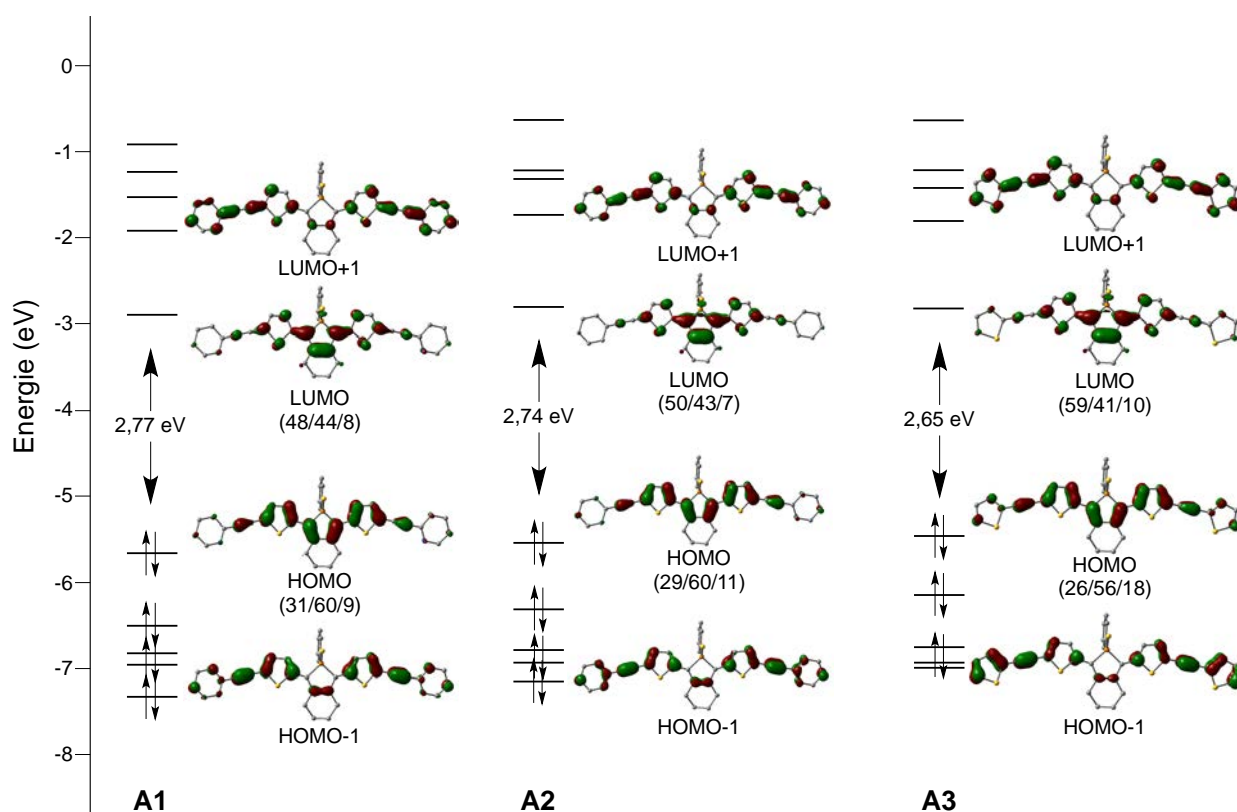 Energie (eV)
0
-1
-2
-3
-4
-5
-6
-7
-8
LUMO+1
LUMO
(48/44/8)
2,77 eV
HOMO
(31/60/9)
HOMO-1
A1
LUMO+1
LUMO
(50/43/7)
2,74 eV
HOMO
(29/60/11)
HOMO-1
A2
LUMO+1
LUMO
(59/41/10)
2,65 eV
HOMO
(26/56/18)
HOMO-1
A3